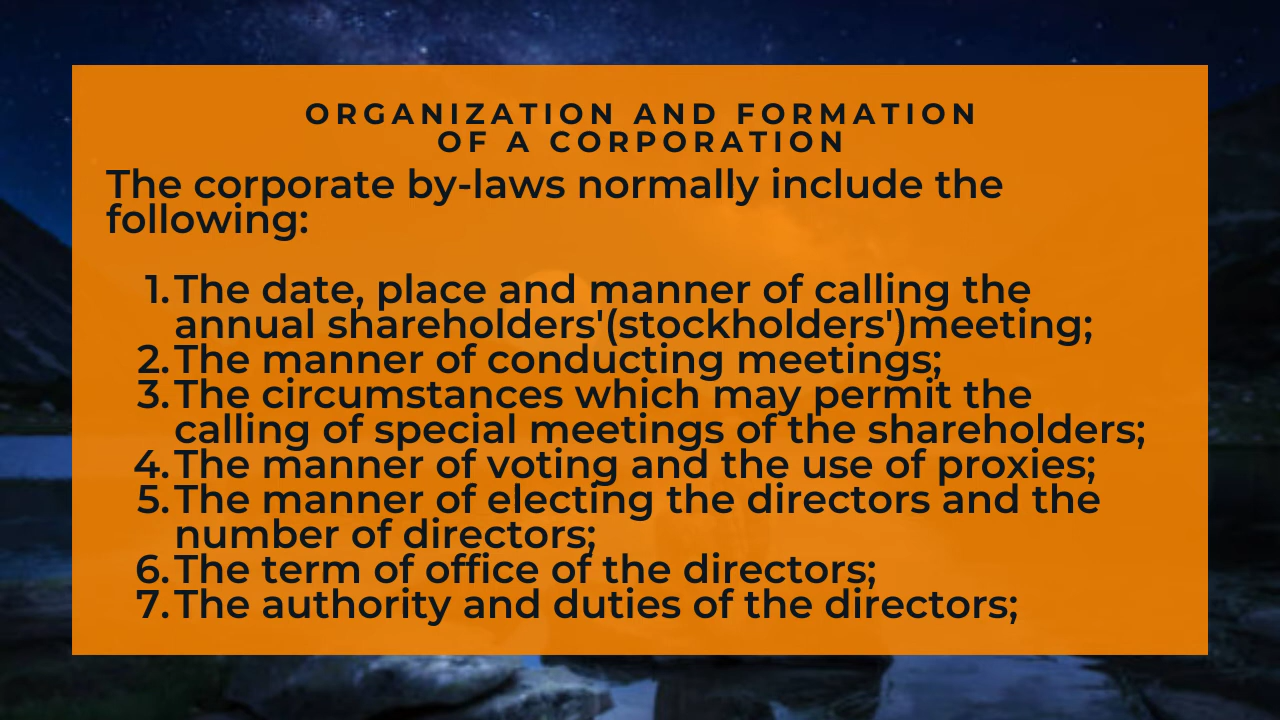 ORGANIZATION AND FORMATION
OF A CORPORATION
The corporate by-laws normally include the
following:
1. The date, place and manner of calling the
annual shareholders'(stockholders')meeting;
2. The manner of conducting meetings;
3. The circumstances which may permit the
calling of special meetings of the shareholders;
4. The manner of voting and the use of proxies;
5. The manner of electing the directors and the
number of directors;
6. The term of office of the directors;
7. The authority and duties of the directors;